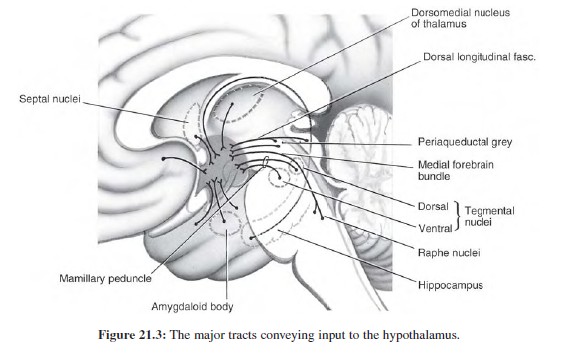 Dorsomedial nucleus
of thalamus
Dorsal longitudinal fasc.
Septal nuclei
Periaqueductal grey
Medial forebrain
bundle
Dorsal
Tegmental
nuclei
Ventral
Raphe nuclei
Mamillary peduncle
Hippocampus
Amygdaloid body
Figure 21.3: The major tracts conveying input to the hypothalamus.